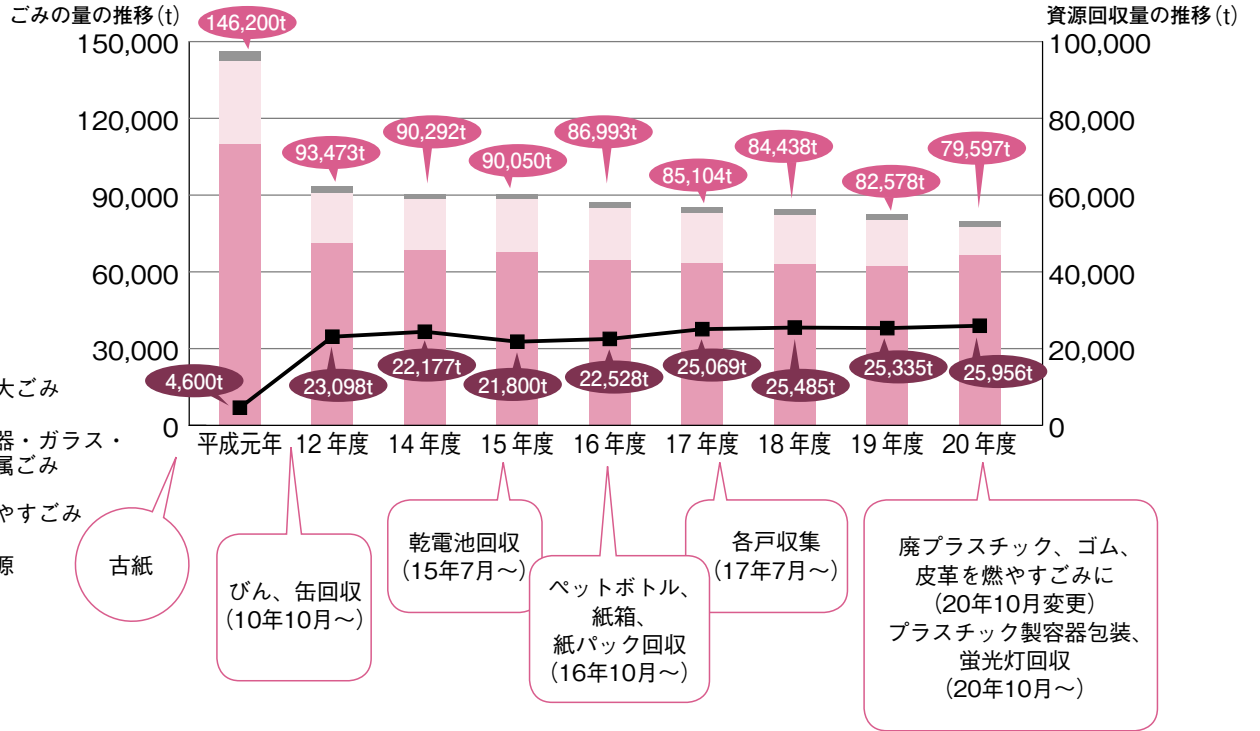 ごみの量の推移(t)
資源回収量の推移(t)
150,000
120,000
90,000
60,000
30,000
0
100,000
80,000
60,000
40,000
20,000
0
146,200t
93,473t
90,292t
90,050t
86,993t
85,104t
84,438t
82,578t
79,597t
4,600t
23,098t
22,177t
21,800t
22,528t
25,069t
25,485t
25,335t
25,956t
平成元年
12年度
14年度
15年度
16年度
17年度
18年度
19年度
20年度
大ごみ
器・ガラス・
属ごみ
やすごみ
源
古紙
びん、缶回収
(10年10月〜)
乾電池回収
(15年7月〜)
ペットボトル、
紙箱、
紙パック回収
(16年10月〜)
各戸収集
(17年7月〜)
廃プラスチック、ゴム、
皮革を燃やすごみに
(20年10月変更)
プラスチック製容器包装、
蛍光灯回収
(20年10月〜)